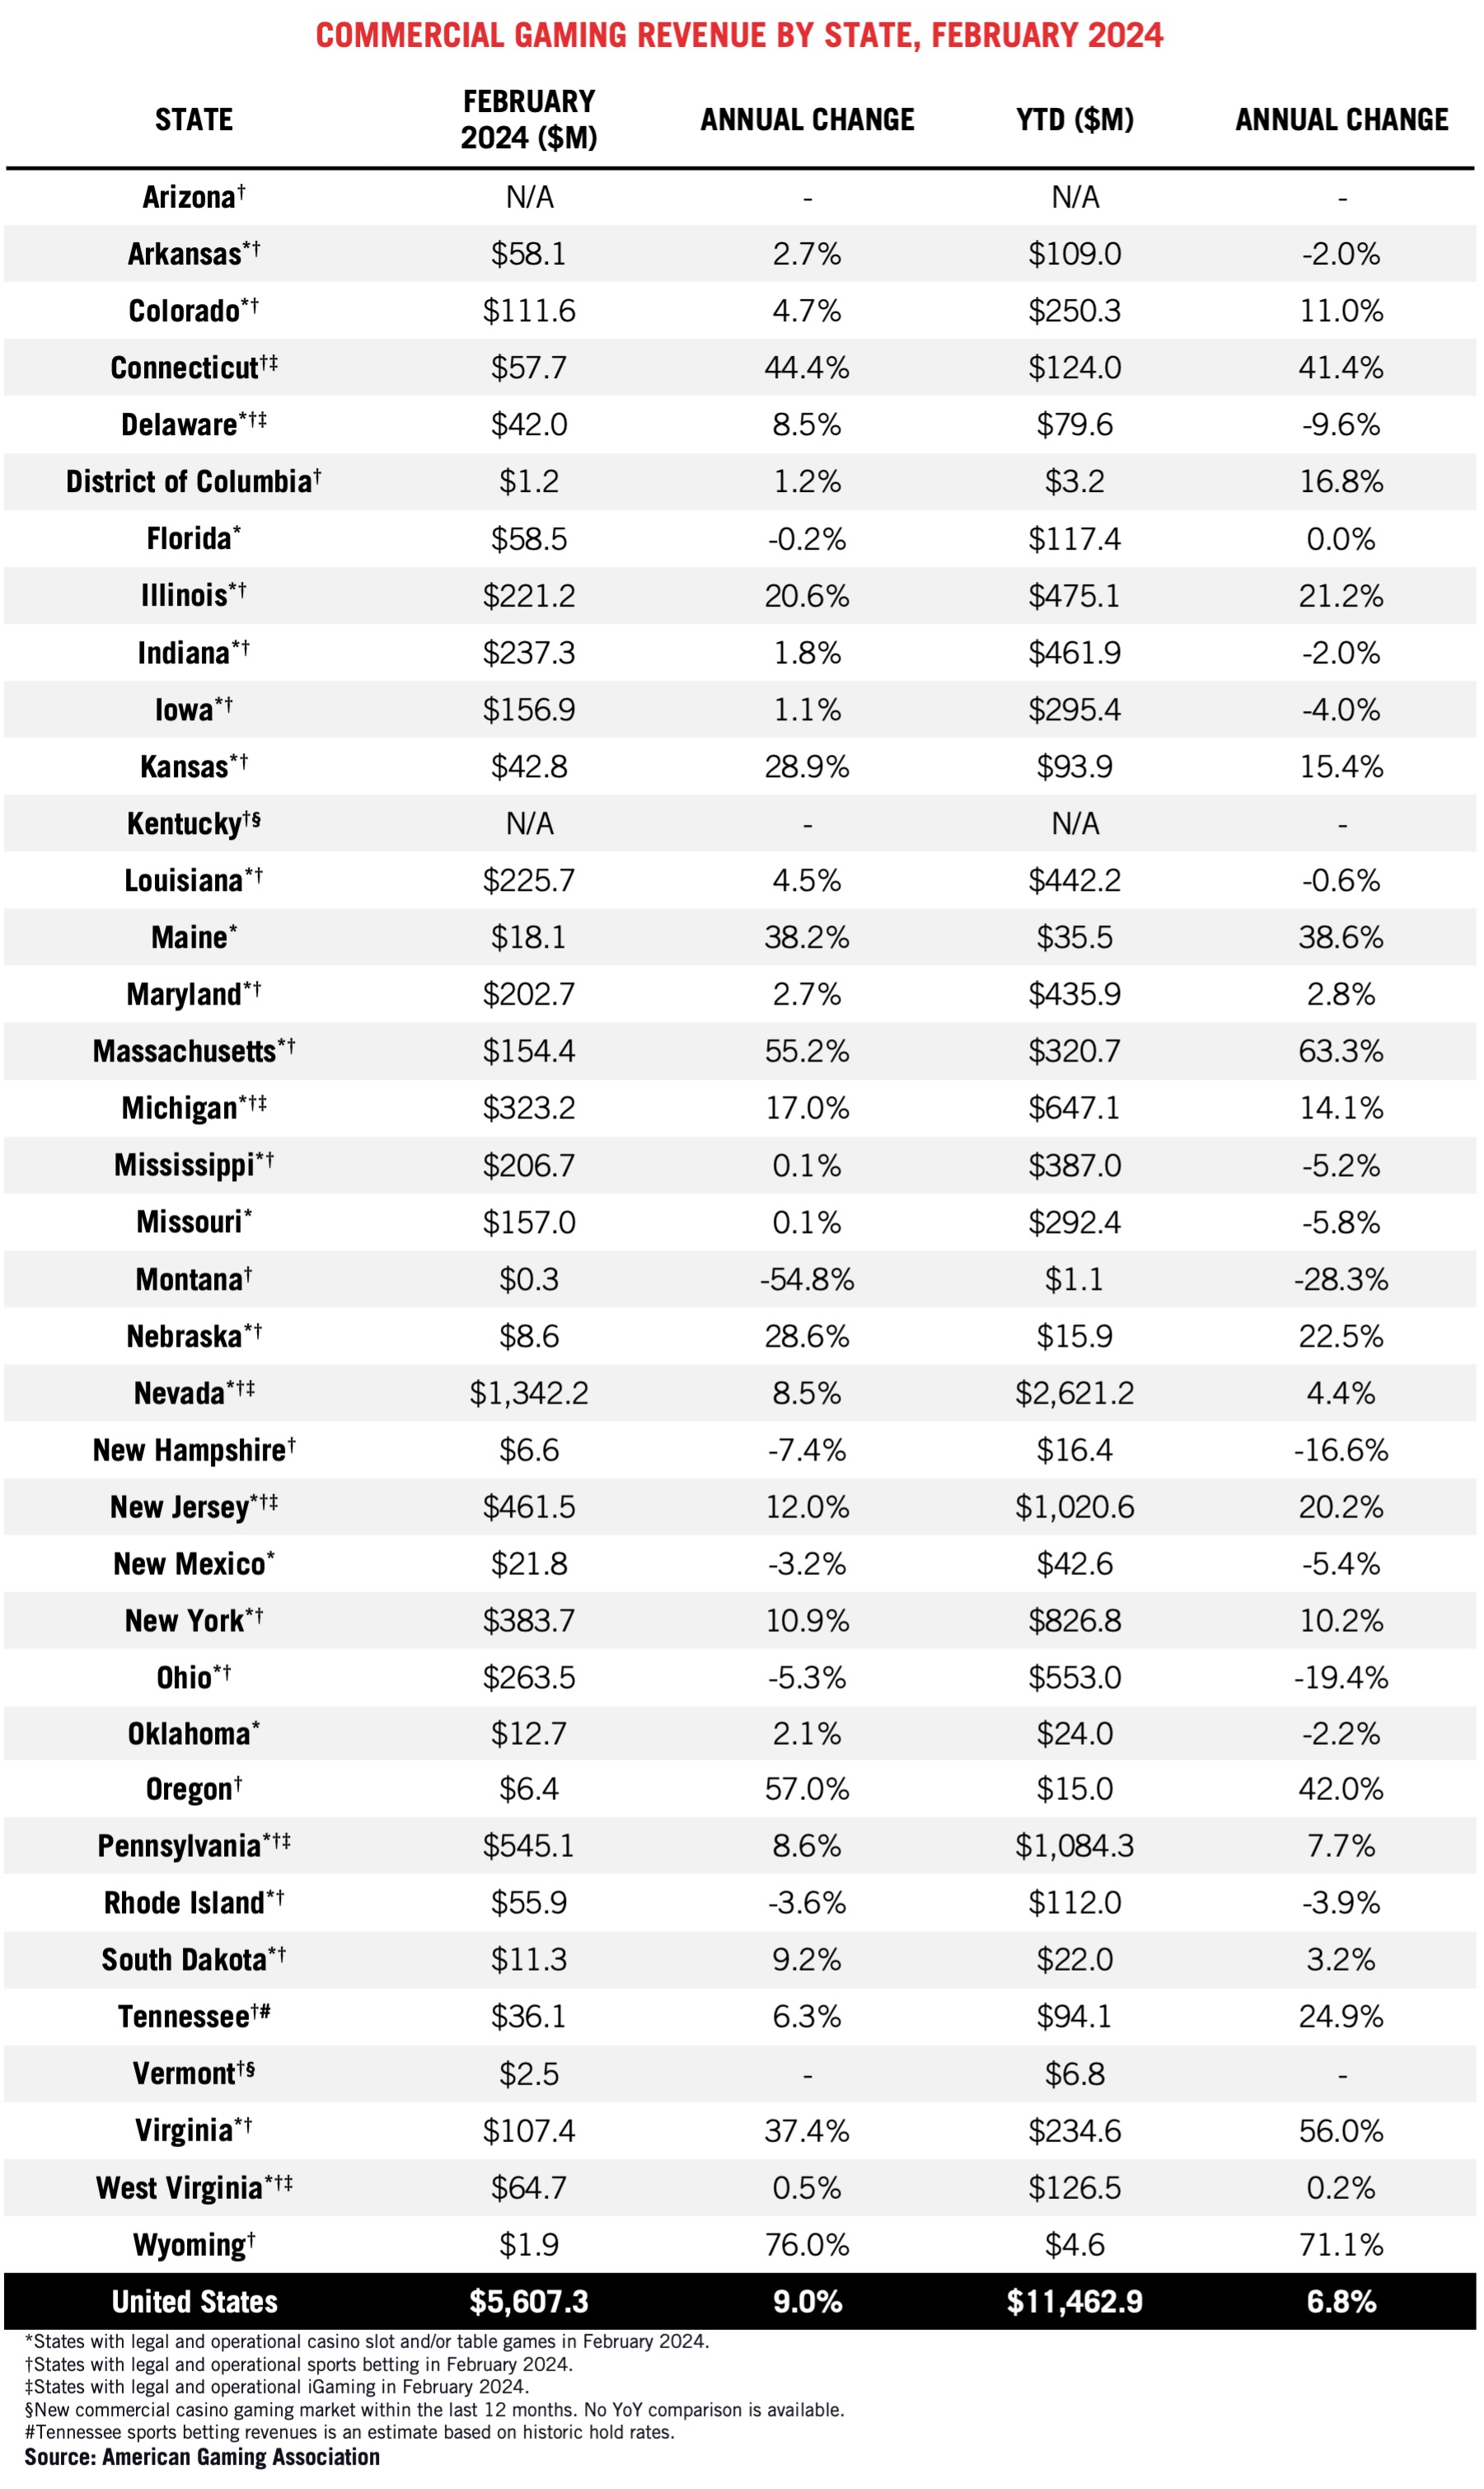 COMMERCIAL GAMING REVENUE BY STATE, FEBRUARY 2024
STATE FEBRUARY 2024 ($M) ANNUAL CHANGE YTD ($M) ANNUAL CHANGE
Arizona† N/A - N/A -
Arkansas*† $58.1 2.7% $109.0 -2.0%
Colorado*† $111.6 4.7% $250.3 11.0%
Connecticut†‡ $57.7 44.4% $124.0 41.4%
Delaware*†‡ $42.0 8.5% $79.6 -9.6%
District of Columbia† $1.2 1.2% $3.2 16.8%
Florida* $58.5 -0.2% $117.4 0.0%
Illinois*† $221.2 20.6% $475.1 21.2%
Indiana*† $237.3 1.8% $461.9 -2.0%
Iowa*† $156.9 1.1% $295.4 -4.0%
Kansas*† $42.8 28.9% $93.9 15.4%
Kentucky†§ N/A - N/A -
Louisiana*† $225.7 4.5% $442.2 -0.6%
Maine* $18.1 38.2% $35.5 38.6%
Maryland*† $202.7 2.7% $435.9 2.8%
Massachusetts*† $154.4 55.2% $320.7 63.3%
Michigan*†‡ $323.2 17.0% $647.1 14.1%
Mississippi*† $206.7 0.1% $387.0 -5.2%
Missouri* $157.0 0.1% $292.4 -5.8%
Montana† $0.3 -54.8% $1.1 -28.3%
Nebraska*† $8.6 28.6% $15.9 22.5%
Nevada*†‡ $1,342.2 8.5% $2,621.2 4.4%
New Hampshire† $6.6 -7.4% $16.4 -16.6%
New Jersey*†‡ $461.5 12.0% $1,020.6 20.2%
New Mexico* $21.8 -3.2% $42.6 -5.4%
New York*† $383.7 10.9% $826.8 10.2%
Ohio*† $263.5 -5.3% $553.0 -19.4%
Oklahoma* $12.7 2.1% $24.0 -2.2%
Oregon† $6.4 57.0% $15.0 42.0%
Pennsylvania*†‡ $545.1 8.6% $1,084.3 7.7%
Rhode Island*† $55.9 -3.6% $112.0 -3.9%
South Dakota*† $11.3 9.2% $22.0 3.2%
Tennessee†# $36.1 6.3% $94.1 24.9%
Vermont†§ $2.5 - $6.8 -
Virginia*† $107.4 37.4% $234.6 56.0%
West Virginia*†‡ $64.7 0.5% $126.5 0.2%
Wyoming† $1.9 76.0% $4.6 71.1%
United States $5,607.3 9.0% $11,462.9 6.8%
*States with legal and operational casino slot and/or table games in February 2024.
†States with legal and operational sports betting in February 2024.
‡States with legal and operational iGaming in February 2024.
§New commercial casino gaming market within the last 12 months. No YoY comparison is available.
#Tennessee sports betting revenues is an estimate based on historic hold rates.
Source: American Gaming Association